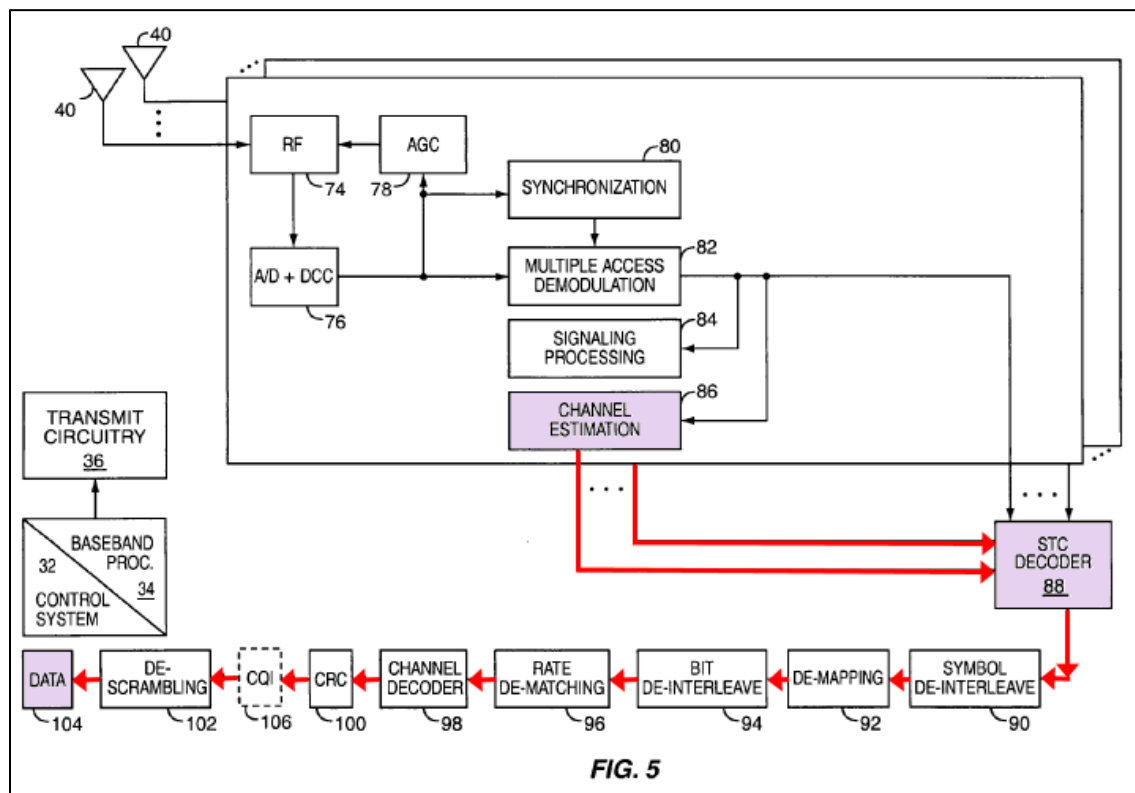 40
40
RF
74
AGC
78
80
SYNCHRONIZATION
A/D + DCC
76
82
MULTIPLE ACCESS
DEMODULATION
84
SIGNALING
PROCESSING
86
CHANNEL
ESTIMATION
TRANSMIT
CIRCUITRY
36
BASEBAND
PROC.
34
32
CONTROL
SYSTEM
STC
DECODER
88
DATA
104
DE-
SCRAMBLING
102
CQI
106
CRC
100
CHANNEL
DECODER
98
RATE
DE-MATCHING
96
BIT
DE-INTERLEAVE
94
DE-MAPPING
92
SYMBOL
DE-INTERLEAVE
90
FIG. 5